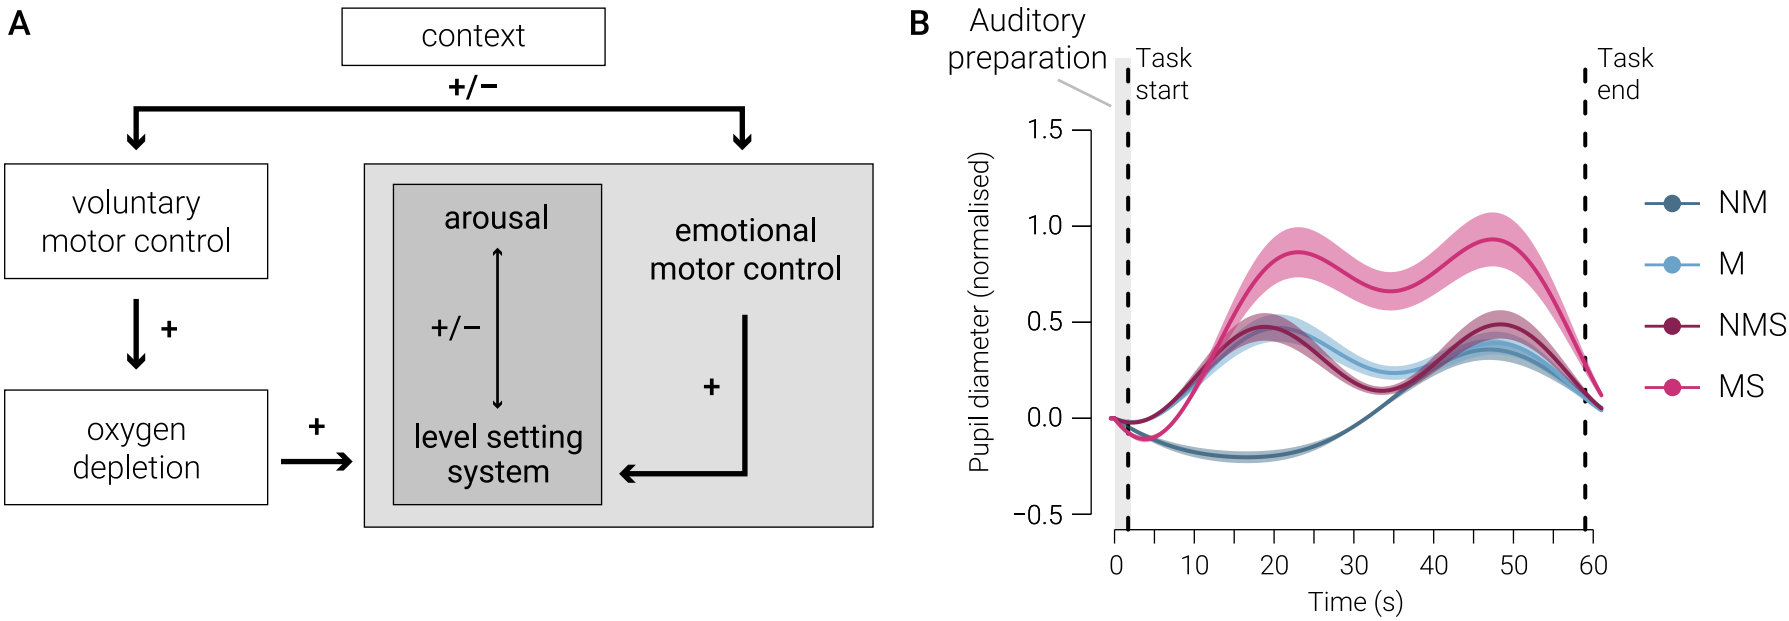 A
context
+/−
voluntary
motor control
+
oxygen
depletion
+
arousal
+/−
level setting
system
emotional
motor control
+
B
Auditory
preparation
Task
start
Task
end
Pupil diameter (normalised)
1.5
1.0
0.5
0.0
−0.5
0 10 20 30 40 50 60
Time (s)
NM
M
NMS
MS